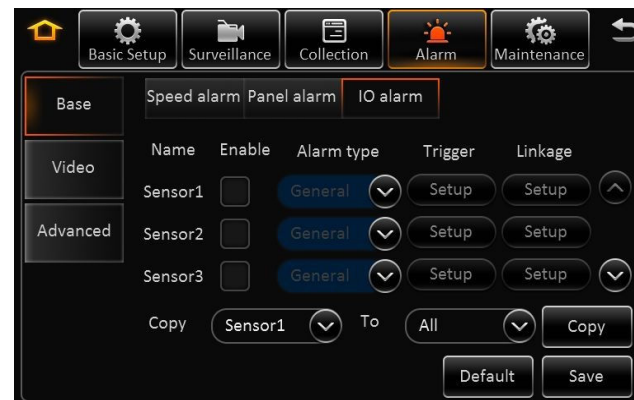 Basic Setup Surveillance Collection Alarm Maintenance
Base Speed alarm Panel alarm IO alarm
Name Enable Alarm type Trigger Linkage
Video
Sensor1 General Setup Setup
Advanced Sensor2 General Setup Setup
Sensor3 General Setup Setup
Copy Sensor1 To All Copy
Default Save